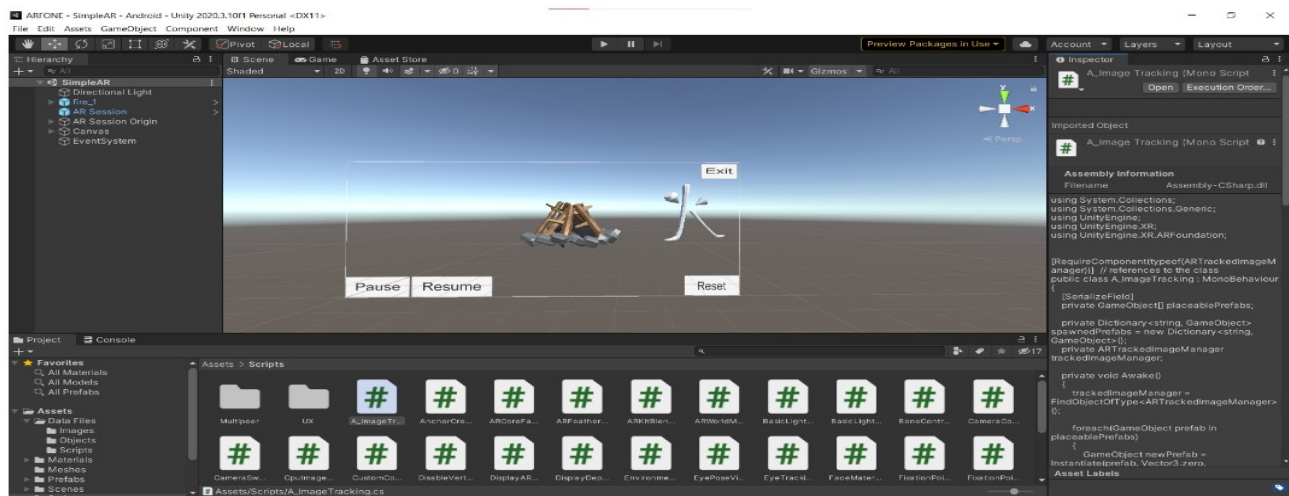 ARFONE - SimpleAR - Android - Unity 2020.3.10f1 Personal <DX11>
File Edit Assets GameObject Component Window Help
Pivot Local Preview Packages in Use Account Layers Layout
Hierarchy Scene Game Asset Store Inspector
All Shaded 2D 0 Gizmos All
SimpleAR
Directional Light
fire_1
AR Session
AR Session Origin
Canvas
EventSystem
y
x
Persp
Exit
火
Pause Resume Reset
A_Image Tracking (Mono Script
Open Execution Order...
Imported Object
A_Image Tracking (Mono Script
Assembly Information
Filename Assembly-CSharp.dll
using System.Collections;
using System.Collections.Generic;
using UnityEngine;
using UnityEngine.XR;
using UnityEngine.XR.ARFoundation;
[RequireComponent(typeof(ARTrackedImageM
anager))] // references to the class
public class A_ImageTracking : MonoBehaviour
{
[SerializeField]
private GameObject[] placeablePrefabs;
private Dictionary<string, GameObject>
spawnedPrefabs = new Dictionary<string,
GameObject>();
private ARTrackedImageManager
trackedImageManager;
private void Awake()
{
trackedImageManager =
FindObjectOfType<ARTrackedImageManager>
();
foreach(GameObject prefab in
placeablePrefabs)
{
GameObject newPrefab =
Instantiate(prefab, Vector3.zero,
Asset Labels
Project Console
17
Favorites
All Materials
All Models
All Prefabs
Assets
Data Files
Images
Objects
Scripts
Materials
Meshes
Prefabs
Scenes
Assets > Scripts
Multipeer UX A_ImageTr... AnchorCre... ARCoreFa... ARFeather... ARKitBlen... ARWorldM... BasicLight... BasicLight... BoneContr... CameraCo...
CameraSw... CpuImage... CustomCo... DisableVert... DisplayAR... DisplayDep... Environme... EyePoseVi... EyeTracki... FaceMater... FixationPoi... FixationPoi...
Assets/Scripts/A_ImageTracking.cs